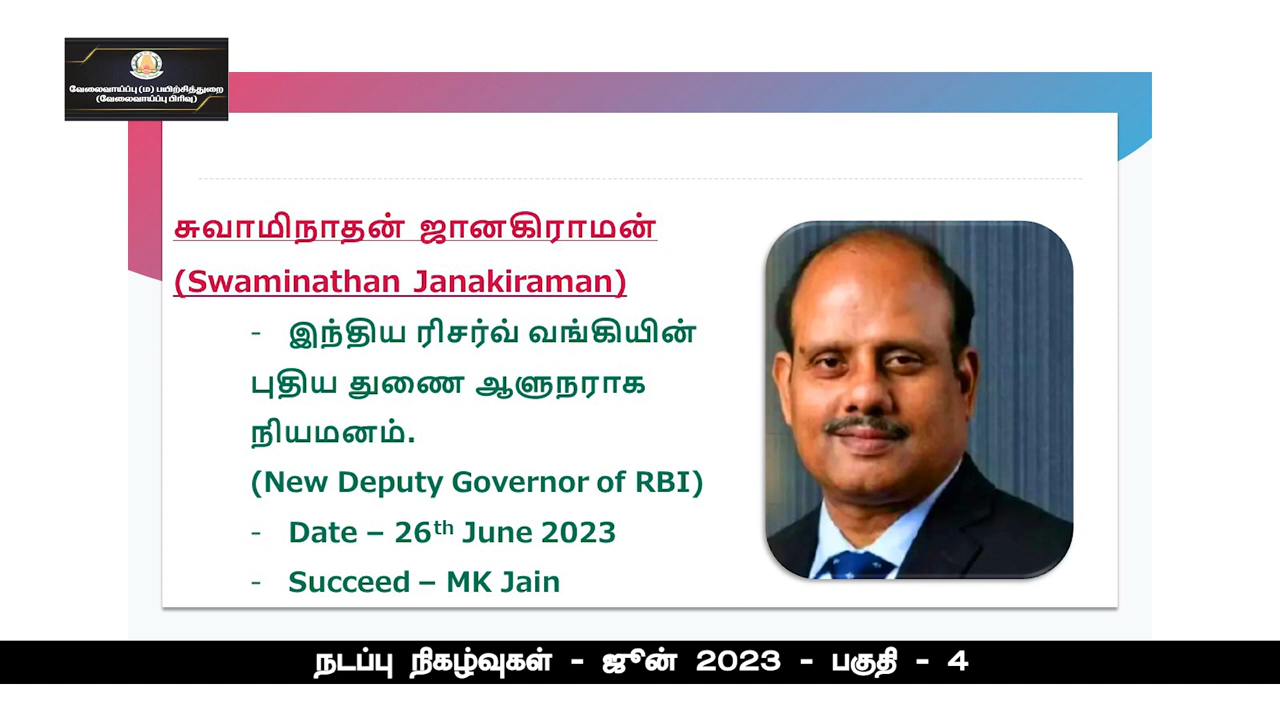 வேலைவாய்ப்பு (ம) பயிற்சித்துறை
(வேலைவாய்ப்பு பிரிவு)
சுவாமிநாதன் ஜானகிராமன்
(Swaminathan Janakiraman)
- இந்திய ரிசர்வ் வங்கியின்
புதிய துணை ஆளுநராக
நியமனம்.
(New Deputy Governor of RBI)
- Date – 26th June 2023
- Succeed – MK Jain
நடப்பு நிகழ்வுகள் - ஜூன் 2023 - பகுதி - 4